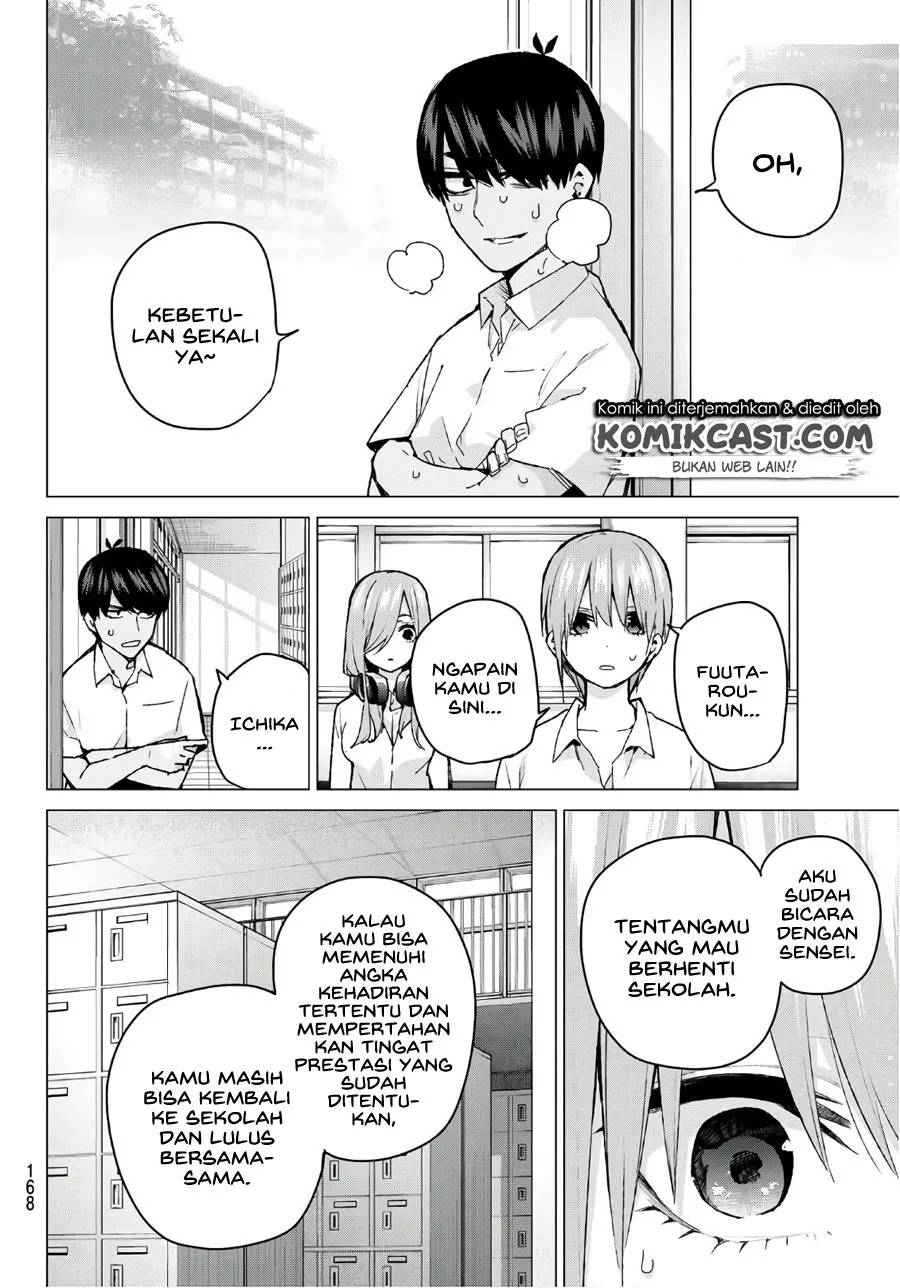 OH,
KEBETU-
LAN SEKALI
YA~
Komik ini diterjemahkan & diedit oleh
KOMIKCAST.COM
BUKAN WEB LAIN!!
FUUTA-
ROU-
KUN...
NGAPAIN
KAMU DI
SINI...
ICHIKA
...
AKU
SUDAH
BICARA
DENGAN
SENSEI.
TENTANGMU
YANG MAU
BERHENTI
SEKOLAH.
KALAU
KAMU BISA
MEMENUHI
ANGKA
KEHADIRAN
TERTENTU DAN
MEMPERTAHAN
KAN TINGAT
PRESTASI YANG
SUDAH
DITENTU-
KAN,
KAMU MASIH
BISA KEMBALI
KE SEKOLAH
DAN LULUS
BERSAMA-
SAMA.
168